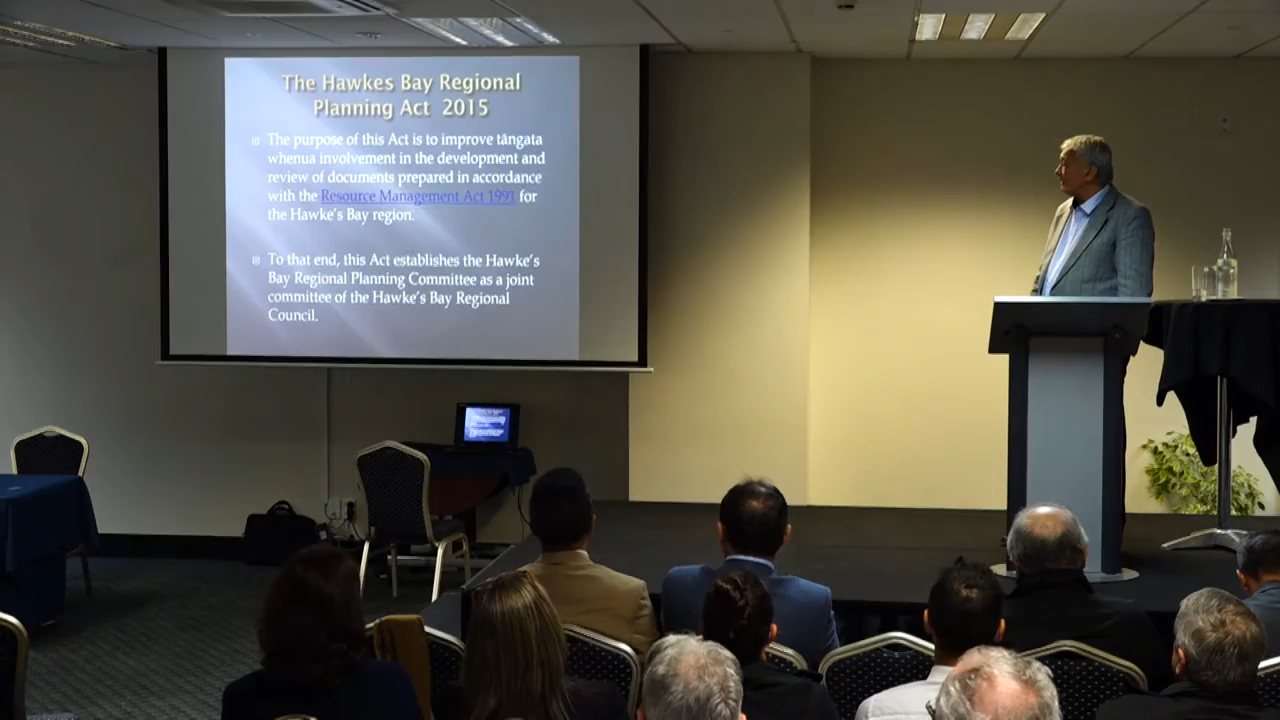 The Hawkes Bay Regional
Planning Act 2015
The purpose of this Act is to improve tāngata
whenua involvement in the development and
review of documents prepared in accordance
with the Resource Management Act 1991 for
the Hawke's Bay region.
To that end, this Act establishes the Hawke's
Bay Regional Planning Committee as a joint
committee of the Hawke's Bay Regional
Council.